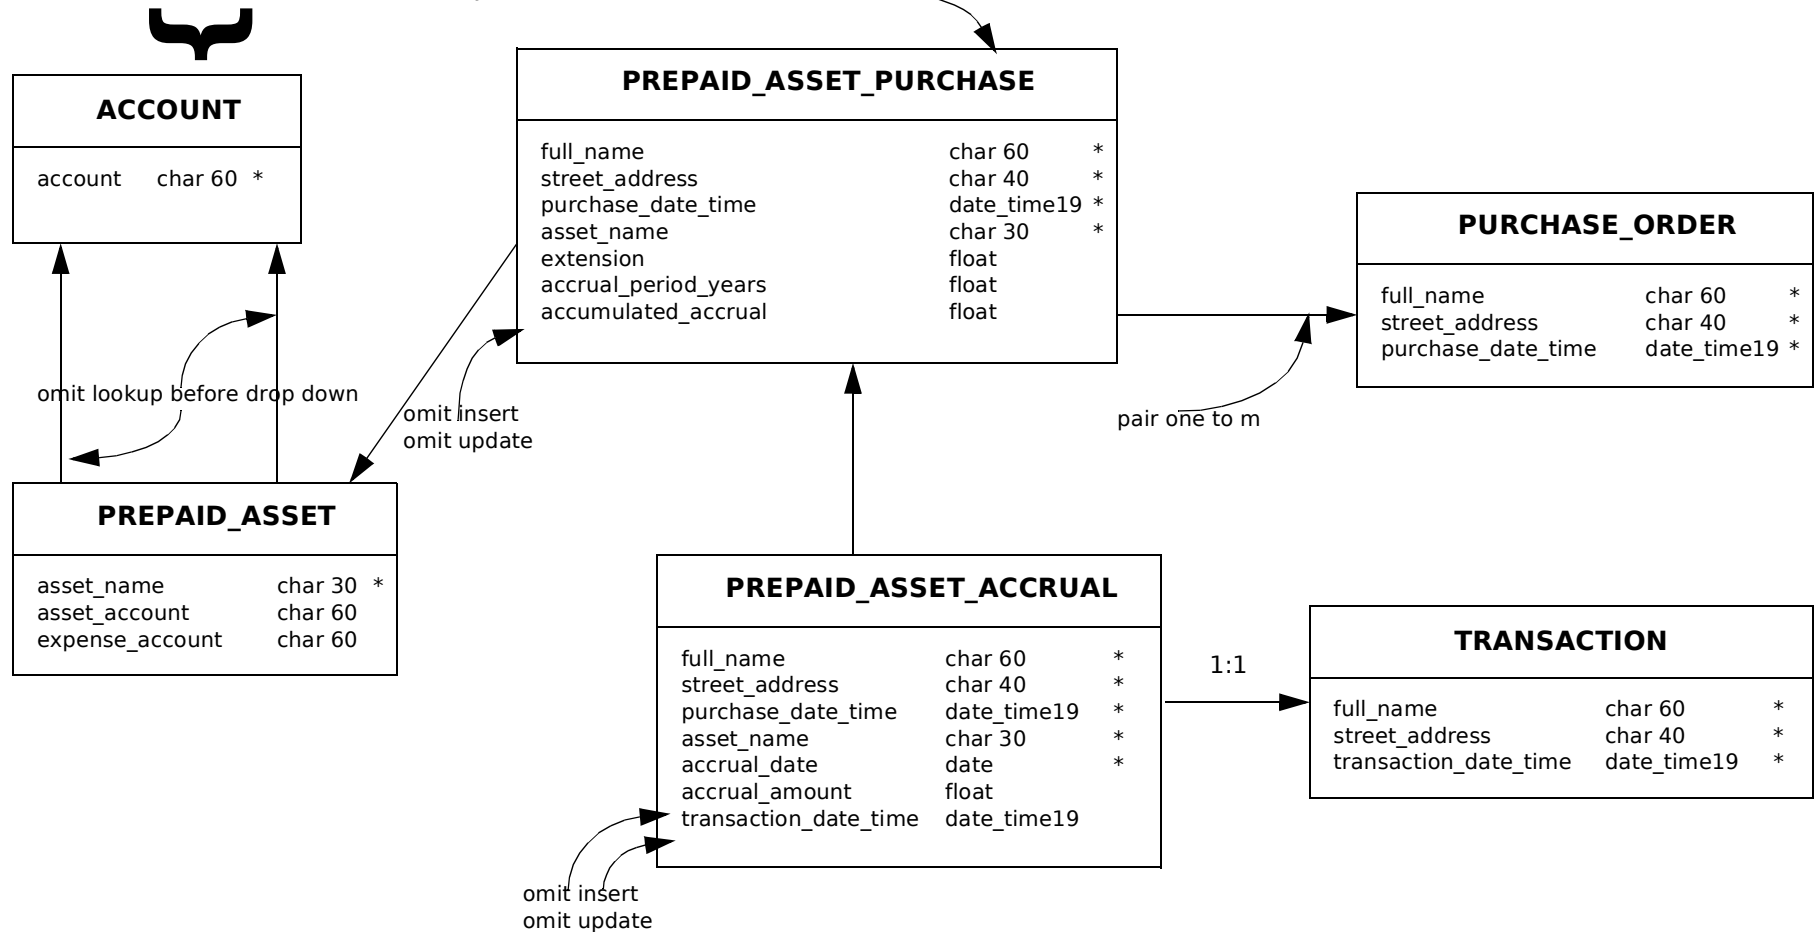 ACCOUNT
account char 60 *
PREPAID_ASSET_PURCHASE
full_name char 60 *
street_address char 40 *
purchase_date_time date_time19 *
asset_name char 30 *
extension float
accrual_period_years float
accumulated_accrual float
PURCHASE_ORDER
full_name char 60 *
street_address char 40 *
purchase_date_time date_time19 *
omit lookup before drop down
omit insert
omit update
pair one to m
PREPAID_ASSET
asset_name char 30 *
asset_account char 60
expense_account char 60
PREPAID_ASSET_ACCRUAL
full_name char 60 *
street_address char 40 *
purchase_date_time date_time19 *
asset_name char 30 *
accrual_date date *
accrual_amount float
transaction_date_time date_time19
1:1
TRANSACTION
full_name char 60 *
street_address char 40 *
transaction_date_time date_time19 *
omit insert
omit update